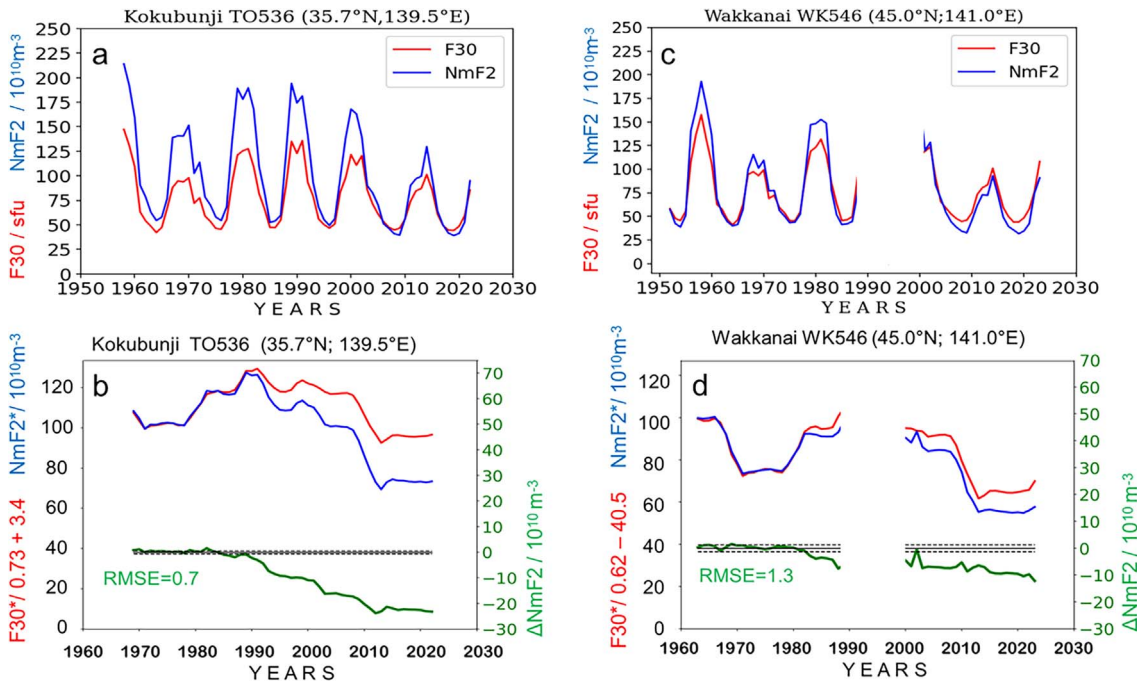 Kokubunji TO536 (35.7°N,139.5°E)
a
F30
NmF2
250
225
200
175
150
125
100
75
50
25
0
F30 / sfu NmF2 / 10¹⁰m⁻³
1950 1960 1970 1980 1990 2000 2010 2020 2030
Y E A R S
Wakkanai WK546 (45.0°N;141.0°E)
c
F30
NmF2
250
225
200
175
150
125
100
75
50
25
0
F30 / sfu NmF2 / 10¹⁰m⁻³
1950 1960 1970 1980 1990 2000 2010 2020 2030
Y E A R S
Kokubunji TO536 (35.7°N; 139.5°E)
b
120
100
80
60
40
20
0
F30*/ 0.73 + 3.4 NmF2*/ 10¹⁰m⁻³
70
60
50
40
30
20
10
0
−10
−20
−30
ΔNmF2 / 10¹⁰ m⁻³
RMSE=0.7
1960 1970 1980 1990 2000 2010 2020 2030
Y E A R S
Wakkanai WK546 (45.0°N; 141.0°E)
d
120
100
80
60
40
20
0
F30*/ 0.62 – 40.5 NmF2*/ 10¹⁰m⁻³
70
60
50
40
30
20
10
0
−10
−20
−30
ΔNmF2 / 10¹⁰ m⁻³
RMSE=1.3
1960 1970 1980 1990 2000 2010 2020 2030
Y E A R S